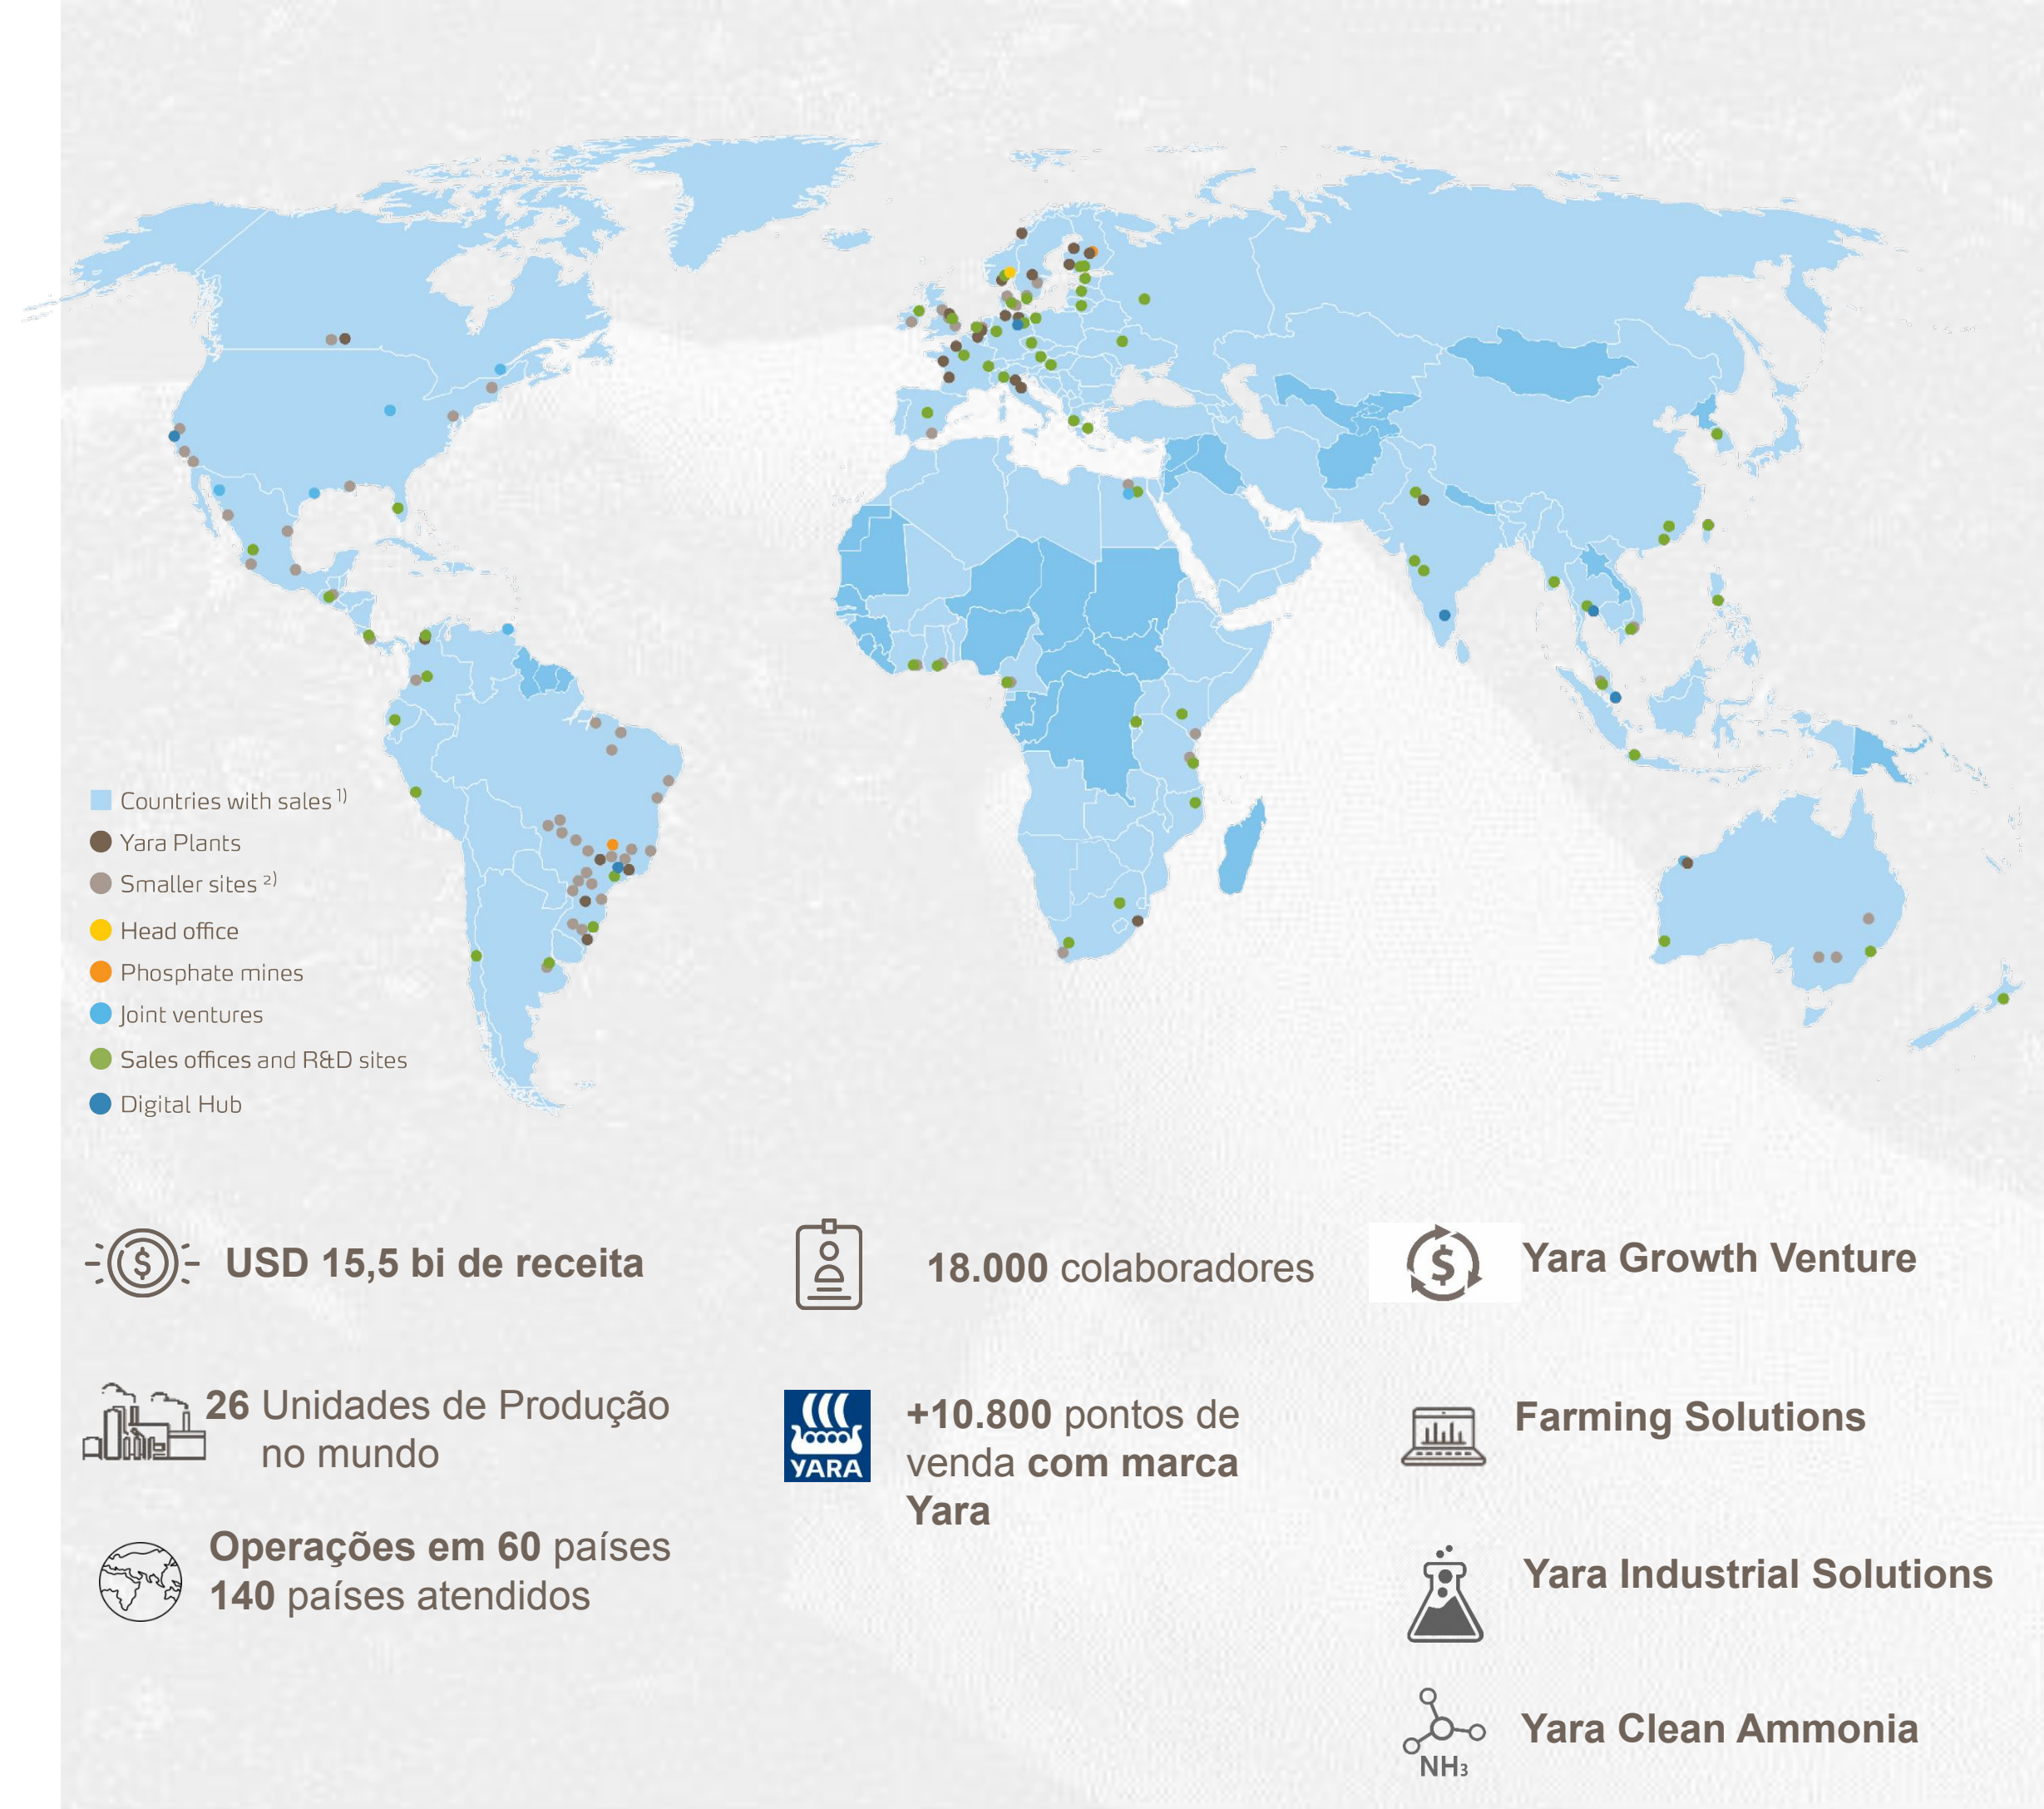 Countries with sales 1)
Yara Plants
Smaller sites 2)
Head office
Phosphate mines
Joint ventures
Sales offices and R&D sites
Digital Hub
USD 15,5 bi de receita
26 Unidades de Produção
no mundo
Operações em 60 países
140 países atendidos
18.000 colaboradores
YARA
+10.800 pontos de
venda com marca
Yara
Yara Growth Venture
Farming Solutions
Yara Industrial Solutions
NH₃
Yara Clean Ammonia